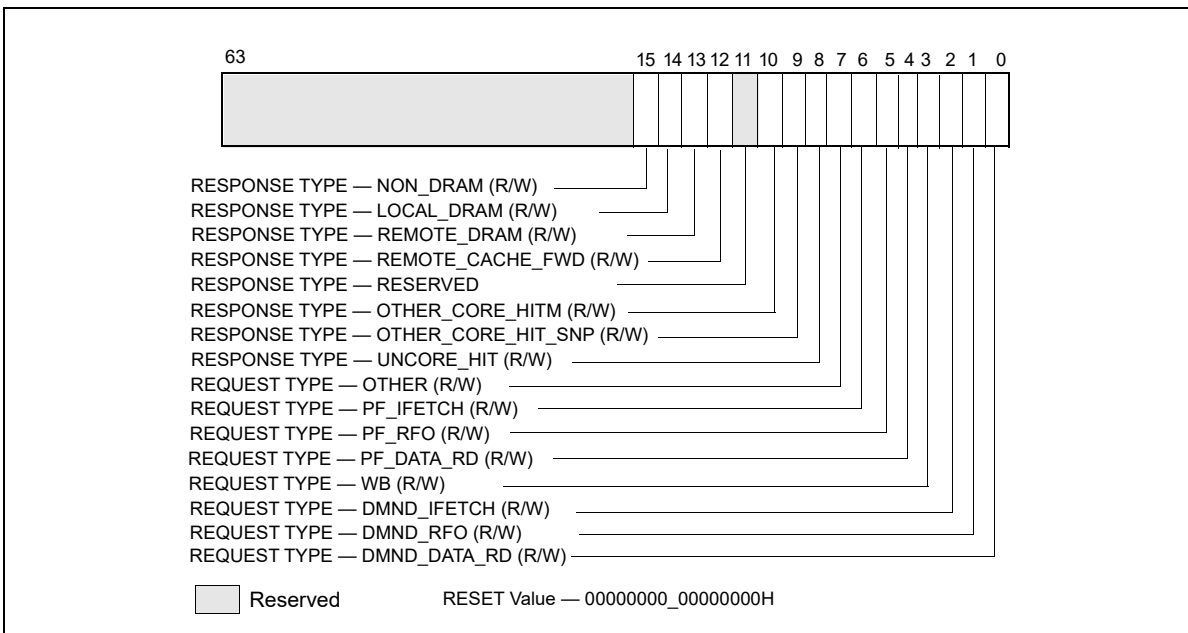 63 15 14 13 12 11 10 9 8 7 6 5 4 3 2 1 0
RESPONSE TYPE — NON_DRAM (R/W)
RESPONSE TYPE — LOCAL_DRAM (R/W)
RESPONSE TYPE — REMOTE_DRAM (R/W)
RESPONSE TYPE — REMOTE_CACHE_FWD (R/W)
RESPONSE TYPE — RESERVED
RESPONSE TYPE — OTHER_CORE_HITM (R/W)
RESPONSE TYPE — OTHER_CORE_HIT_SNP (R/W)
RESPONSE TYPE — UNCORE_HIT (R/W)
REQUEST TYPE — OTHER (R/W)
REQUEST TYPE — PF_IFETCH (R/W)
REQUEST TYPE — PF_RFO (R/W)
REQUEST TYPE — PF_DATA_RD (R/W)
REQUEST TYPE — WB (R/W)
REQUEST TYPE — DMND_IFETCH (R/W)
REQUEST TYPE — DMND_RFO (R/W)
REQUEST TYPE — DMND_DATA_RD (R/W)
Reserved RESET Value — 00000000_00000000H